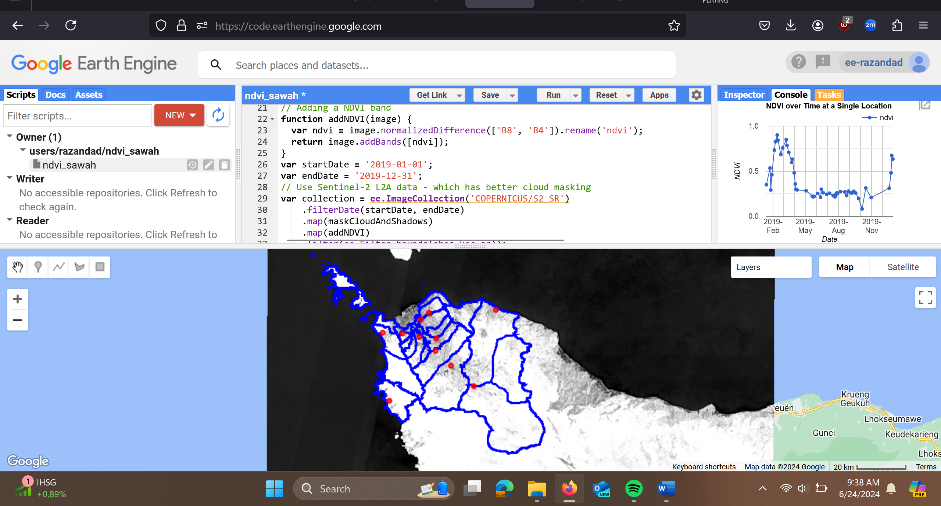 https://code.earthengine.google.com
2
zm
Google Earth Engine
Search places and datasets...
ee-razandad
Scripts Docs Assets
Filter scripts...
NEW
Owner (1)
users/razandad/ndvi_sawah
ndvi_sawah
Writer
No accessible repositories. Click Refresh to
check again.
Reader
No accessible repositories. Click Refresh to
ndvi_sawah *
Get Link Save Run Reset Apps
21 // Adding a NDVI band
22 function addNDVI(image) {
23 var ndvi = image.normalizedDifference(['B8', 'B4']).rename('ndvi');
24 return image.addBands([ndvi]);
25 }
26 var startDate = '2019-01-01';
27 var endDate = '2019-12-31';
28 // Use Sentinel-2 L2A data - which has better cloud masking
29 var collection = ee.ImageCollection('COPERNICUS/S2_SR')
30 .filterDate(startDate, endDate)
31 .map(maskCloudAndShadows)
32 .map(addNDVI)
Inspector Console Tasks
NDVI over Time at a Single Location
ndvi
NDVI
1.0
0.5
0.0
2019-Feb
2019-May
2019-Aug
2019-Nov
Date
Layers
Map Satellite
Krueng
Geukuh
euën
Lhokseumawe
Gunci
Keudekarieng
Lhoks
Google
Keyboard shortcuts Map data ©2024 Google 20 km Terms
1
IHSG
+0.89%
Search
9:38 AM
6/24/2024